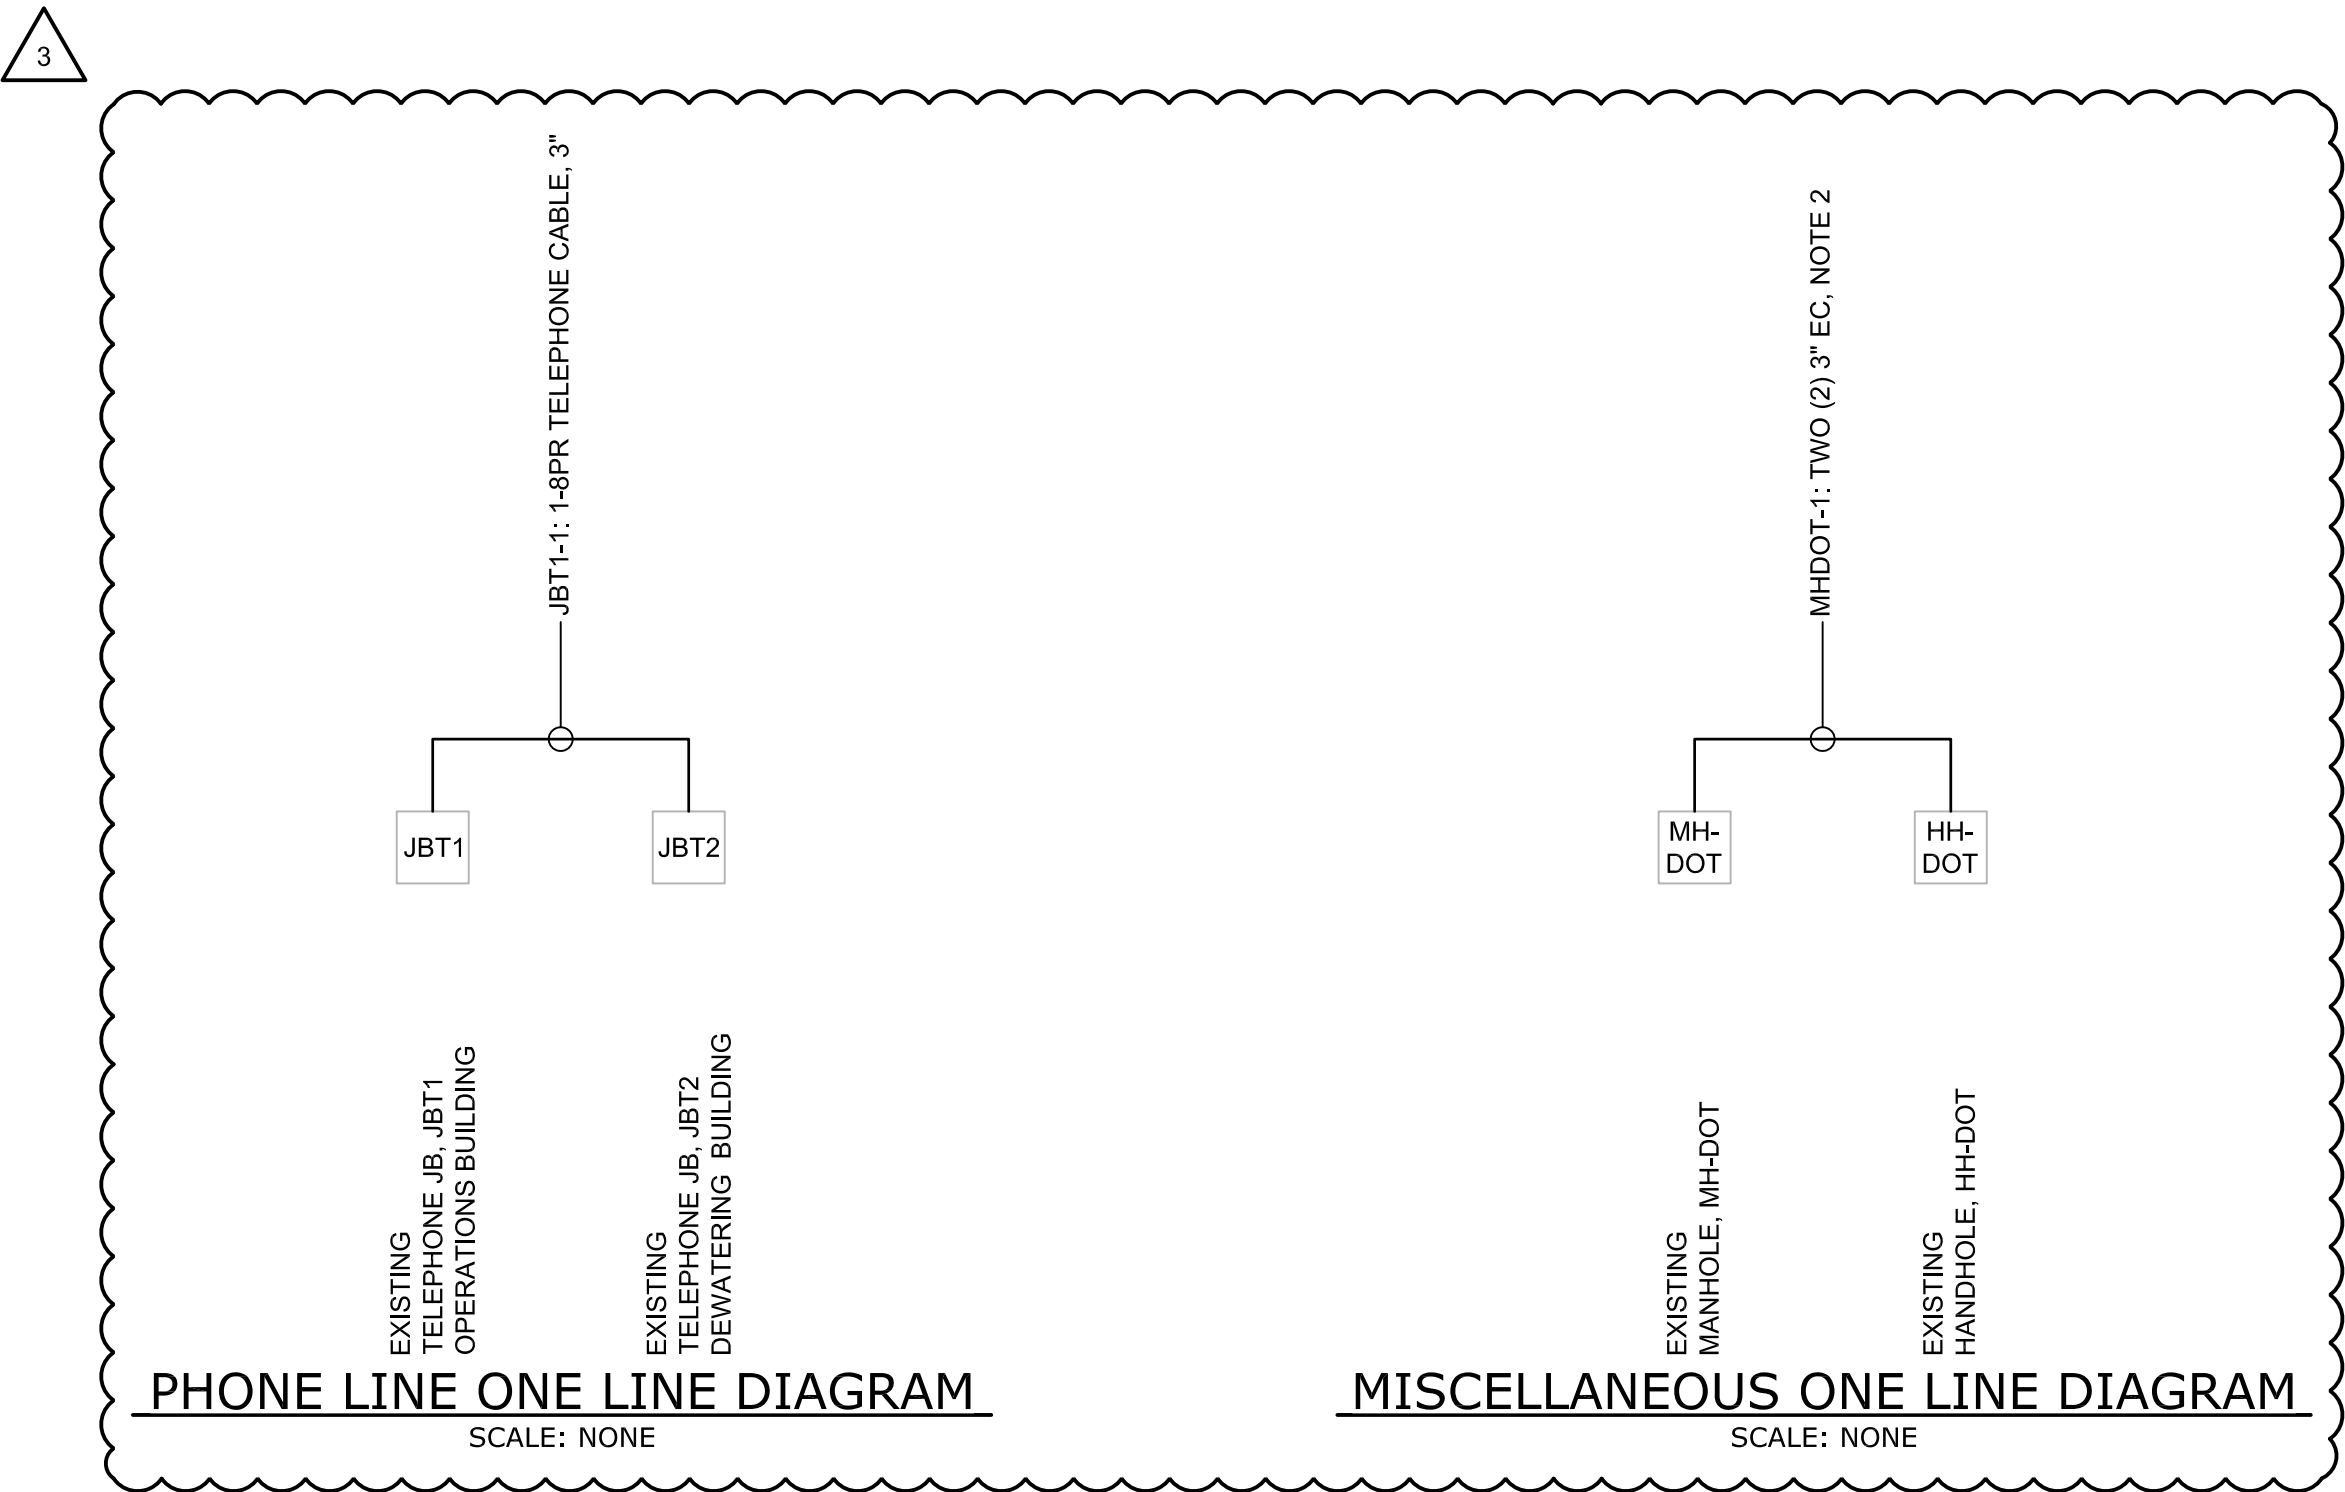 3
JBT1-1: 1-8PR TELEPHONE CABLE, 3"
JBT1
JBT2
EXISTING
TELEPHONE JB, JBT1
OPERATIONS BUILDING
EXISTING
TELEPHONE JB, JBT2
DEWATERING BUILDING
PHONE LINE ONE LINE DIAGRAM
SCALE: NONE
MHDOT-1: TWO (2) 3" EC, NOTE 2
MH-
DOT
HH-
DOT
EXISTING
MANHOLE, MH-DOT
EXISTING
HANDHOLE, HH-DOT
MISCELLANEOUS ONE LINE DIAGRAM
SCALE: NONE